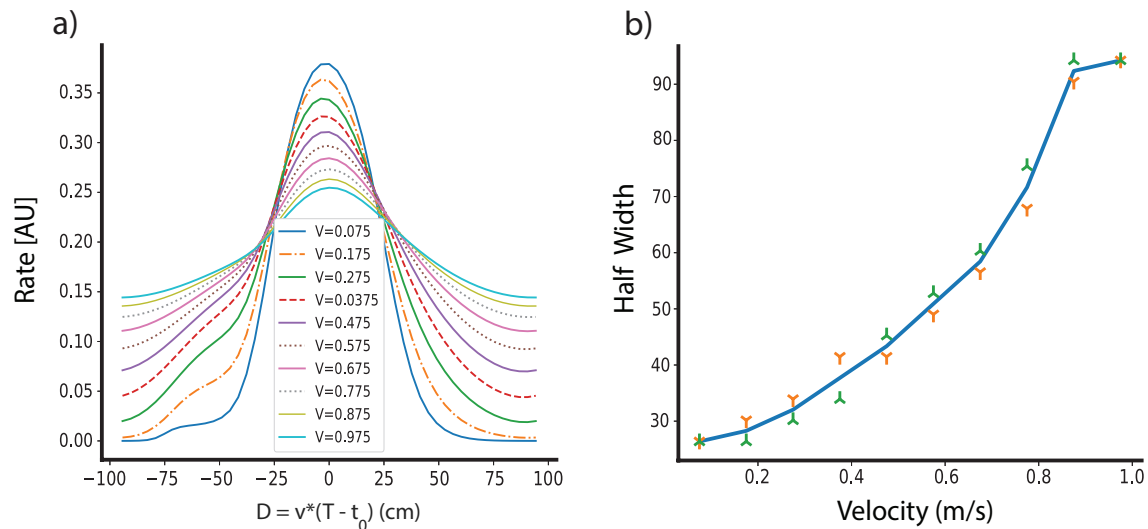 a)
Rate [AU]
0.35
0.30
0.25
0.20
0.15
0.10
0.05
0.00
V=0.075
V=0.175
V=0.275
V=0.0375
V=0.475
V=0.575
V=0.675
V=0.775
V=0.875
V=0.975
−100 −75 −50 −25 0 25 50 75 100
D = v*(T - t0) (cm)
b)
Half Width
90
80
70
60
50
40
30
0.2 0.4 0.6 0.8 1.0
Velocity (m/s)